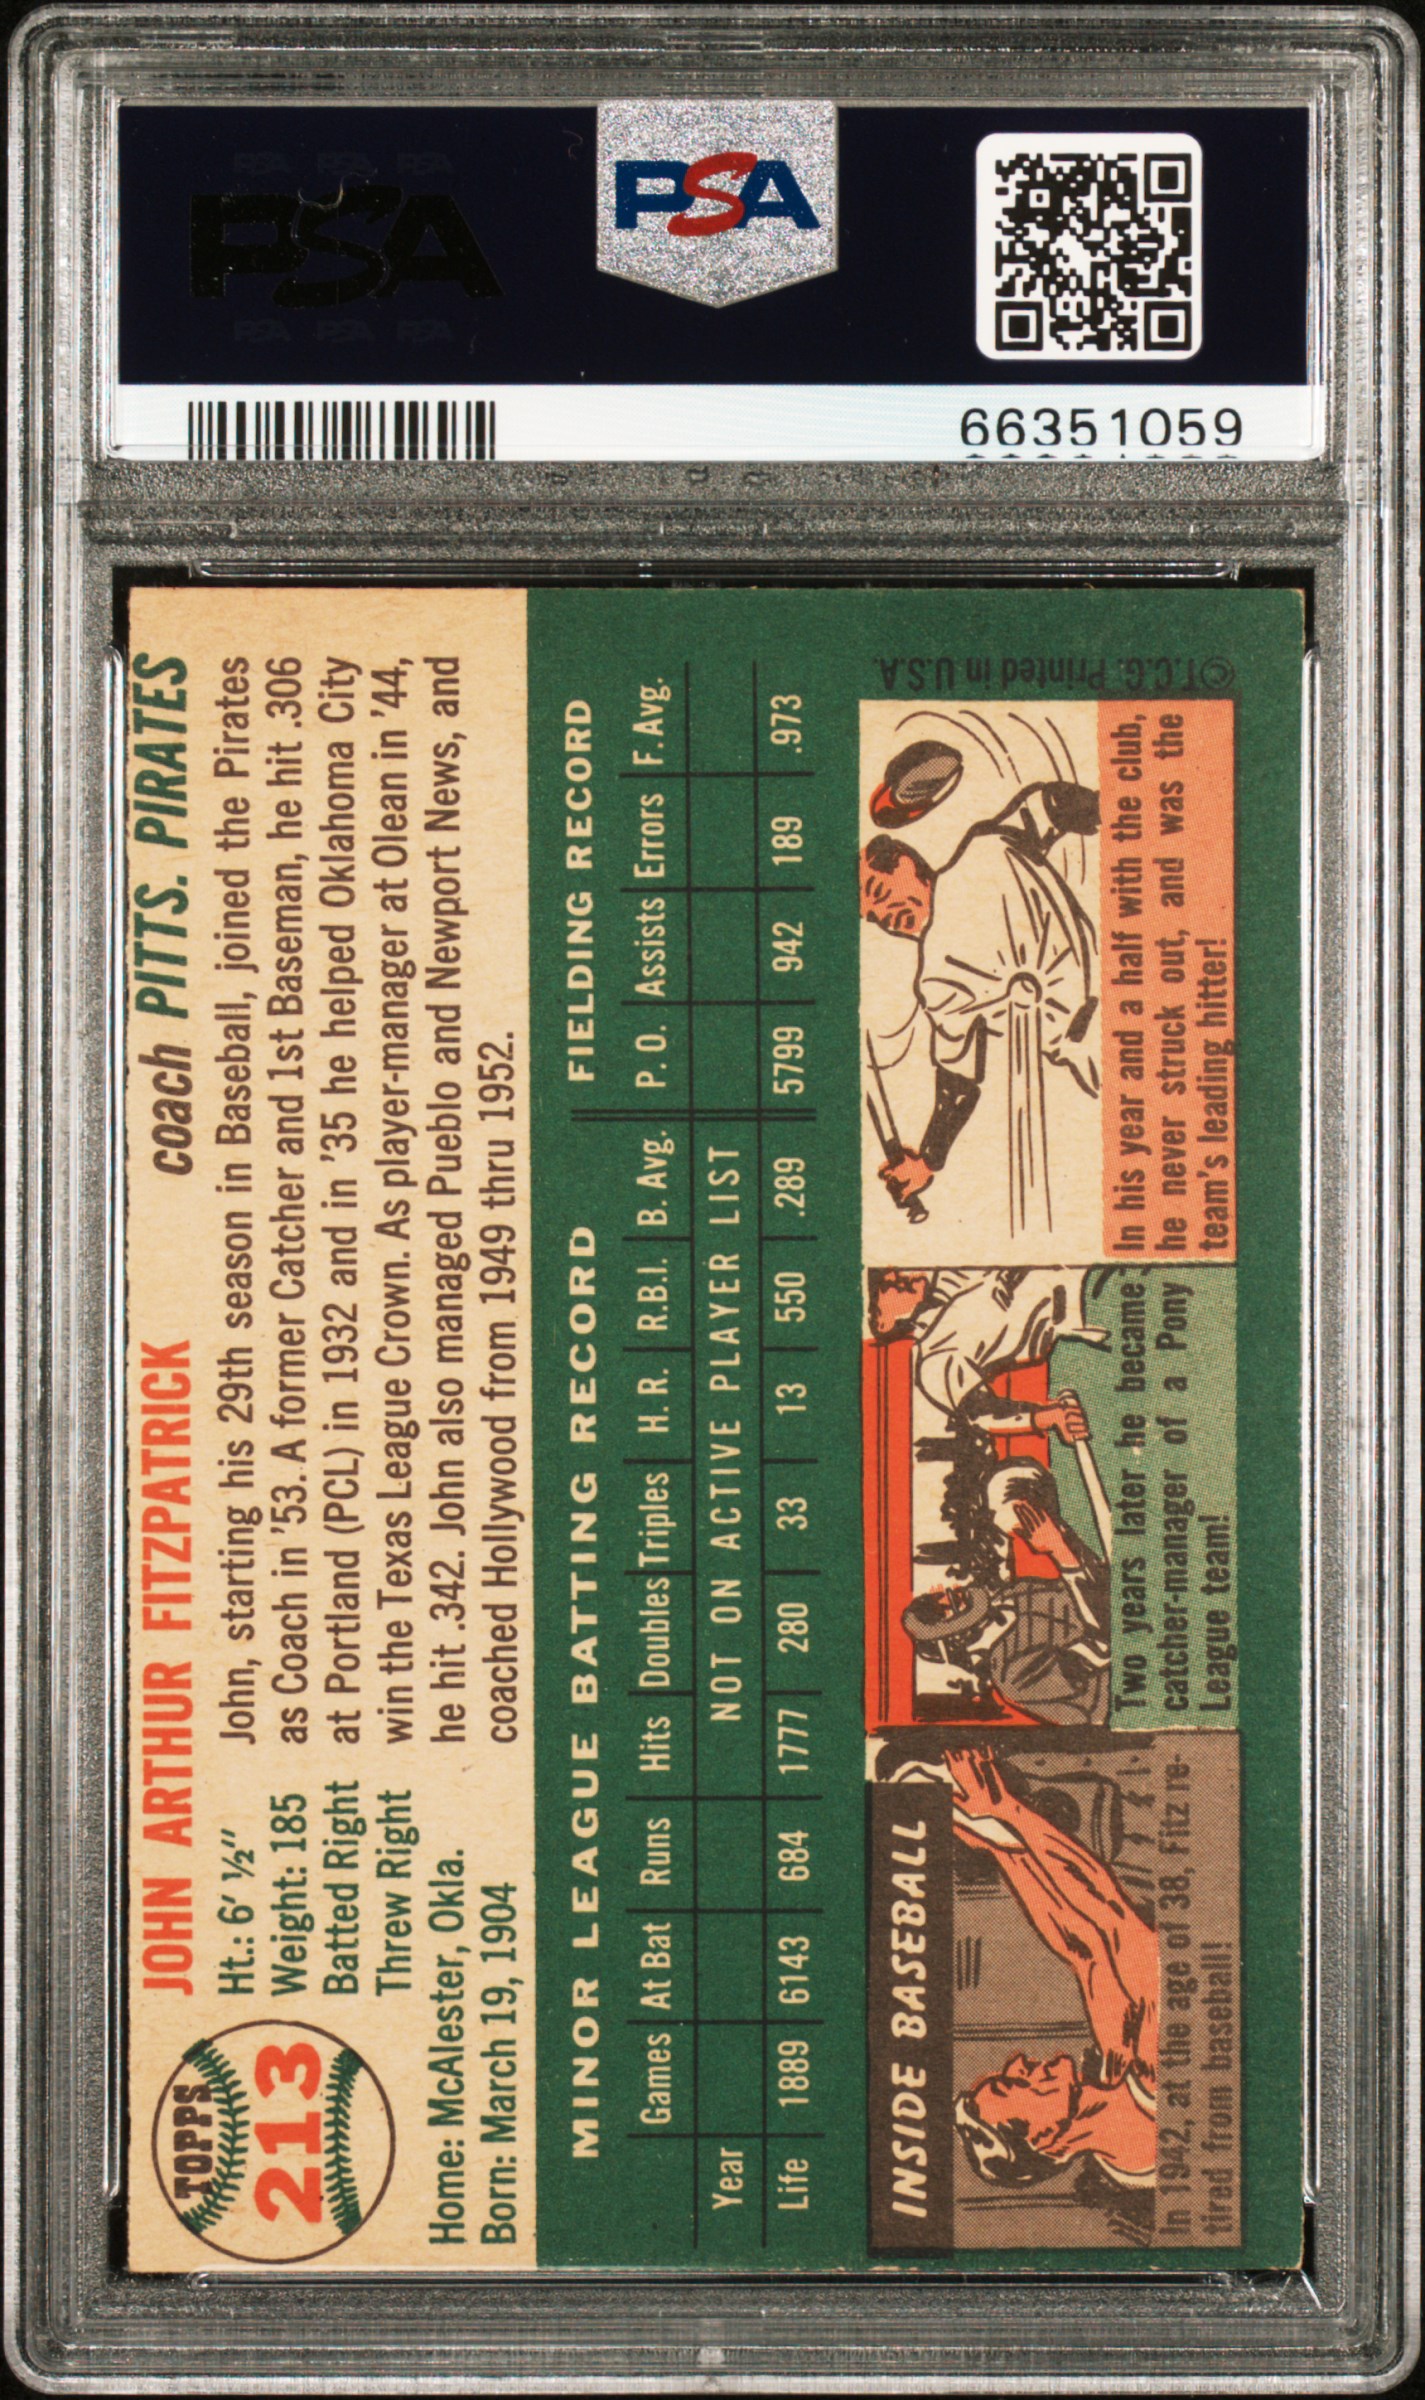 PSA PSA PSA
PSA
PSA PSA PSA
PSA
66351059
TOPPS
213
JOHN ARTHUR FITZPATRICK
coach PITTS. PIRATES
Ht.: 6' ½"
Weight: 185
Batted Right
Threw Right
Home: McAlester, Okla.
Born: March 19, 1904
John, starting his 29th season in Baseball, joined the Pirates
as Coach in '53. A former Catcher and 1st Baseman, he hit .306
at Portland (PCL) in 1932 and in '35 he helped Oklahoma City
win the Texas League Crown. As player-manager at Olean in '44,
he hit .342. John also managed Pueblo and Newport News, and
coached Hollywood from 1949 thru 1952.
MINOR LEAGUE BATTING RECORD FIELDING RECORD
Games At Bat Runs Hits Doubles Triples H.R. R.B.I. B. Avg. P. O. Assists Errors F. Avg.
Year NOT ON ACTIVE PLAYER LIST
Life 1889 6143 684 1777 280 33 13 550 .289 5799 942 189 .973
INSIDE BASEBALL
In 1942, at the age of 38, Fitz re-
tired from baseball!
Two years later he became
catcher-manager of a Pony
League team!
In his year and a half with the club,
he never struck out, and was the
team's leading hitter!
©T.C.G. Printed in U.S.A.